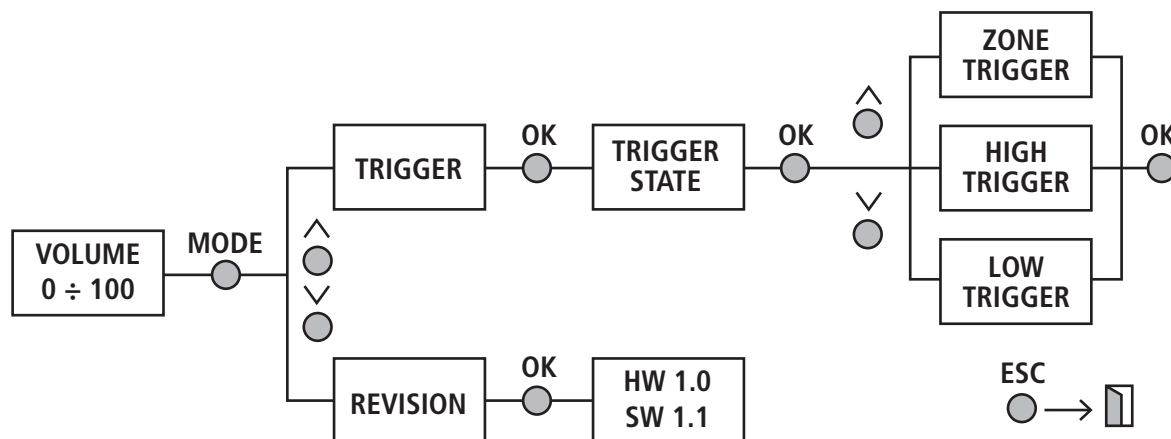 VOLUME
0 ÷ 100
MODE
TRIGGER
OK
TRIGGER
STATE
OK
ZONE
TRIGGER
HIGH
TRIGGER
LOW
TRIGGER
OK
REVISION
OK
HW 1.0
SW 1.1
ESC